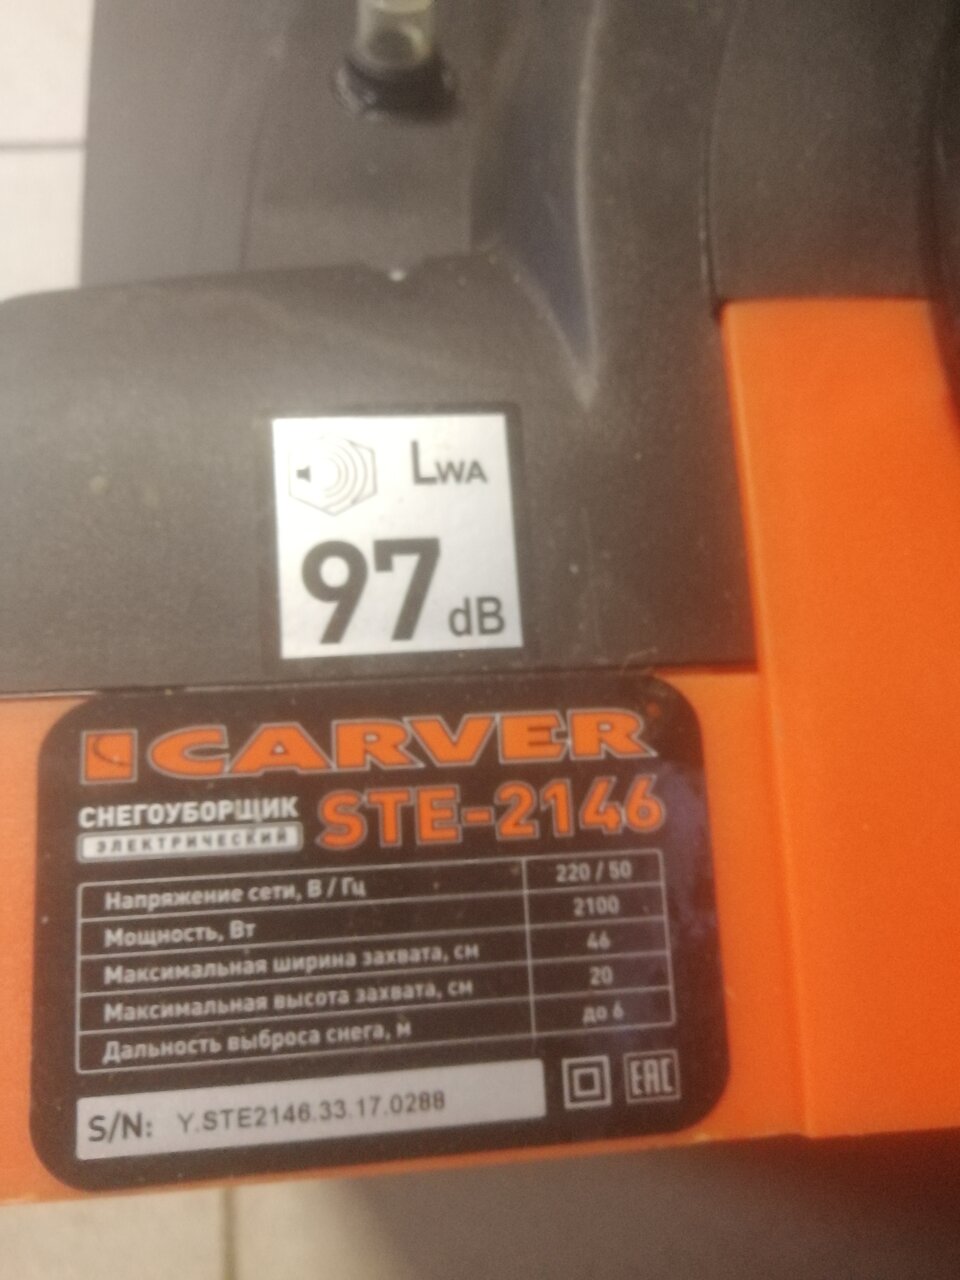 LWA
97 dB
CARVER
СНЕГОУБОРЩИК
ЭЛЕКТРИЧЕСКИЙ
STE-2146
Напряжение сети, В / Гц 220 / 50
Мощность, Вт 2100
Максимальная ширина захвата, см 46
Максимальная высота захвата, см 20
Дальность выброса снега, м до 6
S/N: Y.STE2146.33.17.0288
EAC